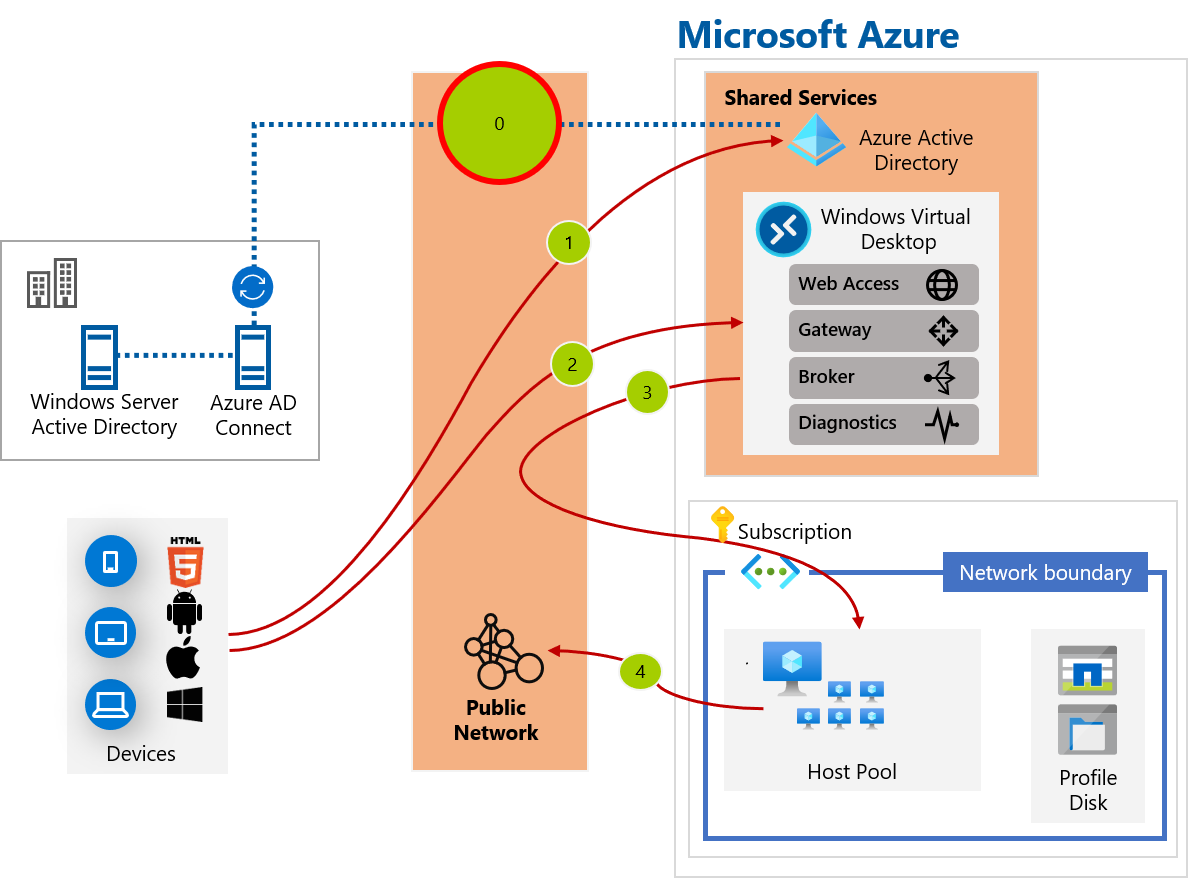 Microsoft Azure
Shared Services
0
Azure Active
Directory
1
Windows Virtual
Desktop
Web Access
Gateway
Broker
Diagnostics
2
3
Windows Server
Active Directory
Azure AD
Connect
HTML
5
Devices
Public
Network
4
Subscription
Network boundary
Host Pool
Profile
Disk